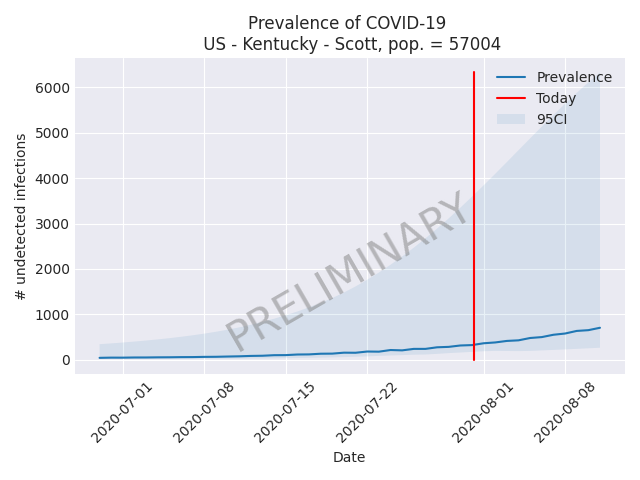 Prevalence of COVID-19
US - Kentucky - Scott, pop. = 57004
Prevalence
Today
95CI
# undetected infections
6000
5000
4000
3000
2000
1000
0
PRELIMINARY
2020-07-01
2020-07-08
2020-07-15
2020-07-22
2020-08-01
2020-08-08
Date